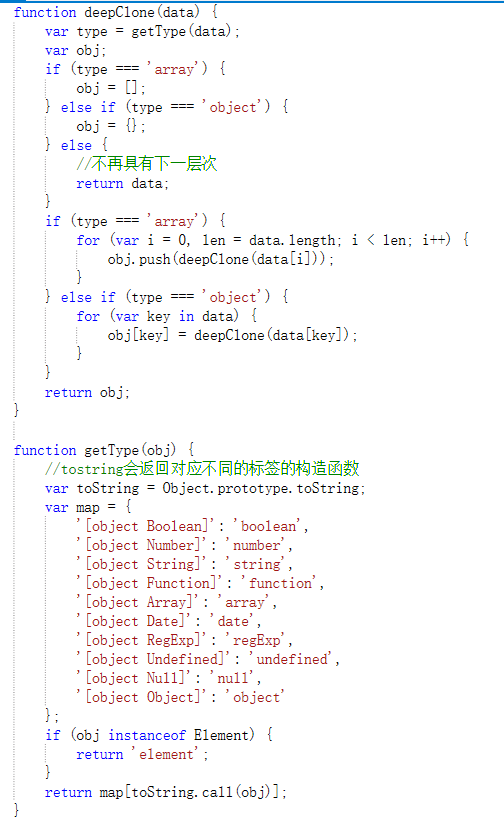 function deepClone(data) {
    var type = getType(data);
    var obj;
    if (type === 'array') {
        obj = [];
    } else if (type === 'object') {
        obj = {};
    } else {
        //不再具有下一层次
        return data;
    }
    if (type === 'array') {
        for (var i = 0, len = data.length; i < len; i++) {
            obj.push(deepClone(data[i]));
        }
    } else if (type === 'object') {
        for (var key in data) {
            obj[key] = deepClone(data[key]);
        }
    }
    return obj;
}

function getType(obj) {
    //tostring会返回对应不同的标签的构造函数
    var toString = Object.prototype.toString;
    var map = {
        '[object Boolean]': 'boolean',
        '[object Number]': 'number',
        '[object String]': 'string',
        '[object Function]': 'function',
        '[object Array]': 'array',
        '[object Date]': 'date',
        '[object RegExp]': 'regExp',
        '[object Undefined]': 'undefined',
        '[object Null]': 'null',
        '[object Object]': 'object'
    };
    if (obj instanceof Element) {
        return 'element';
    }
    return map[toString.call(obj)];
}